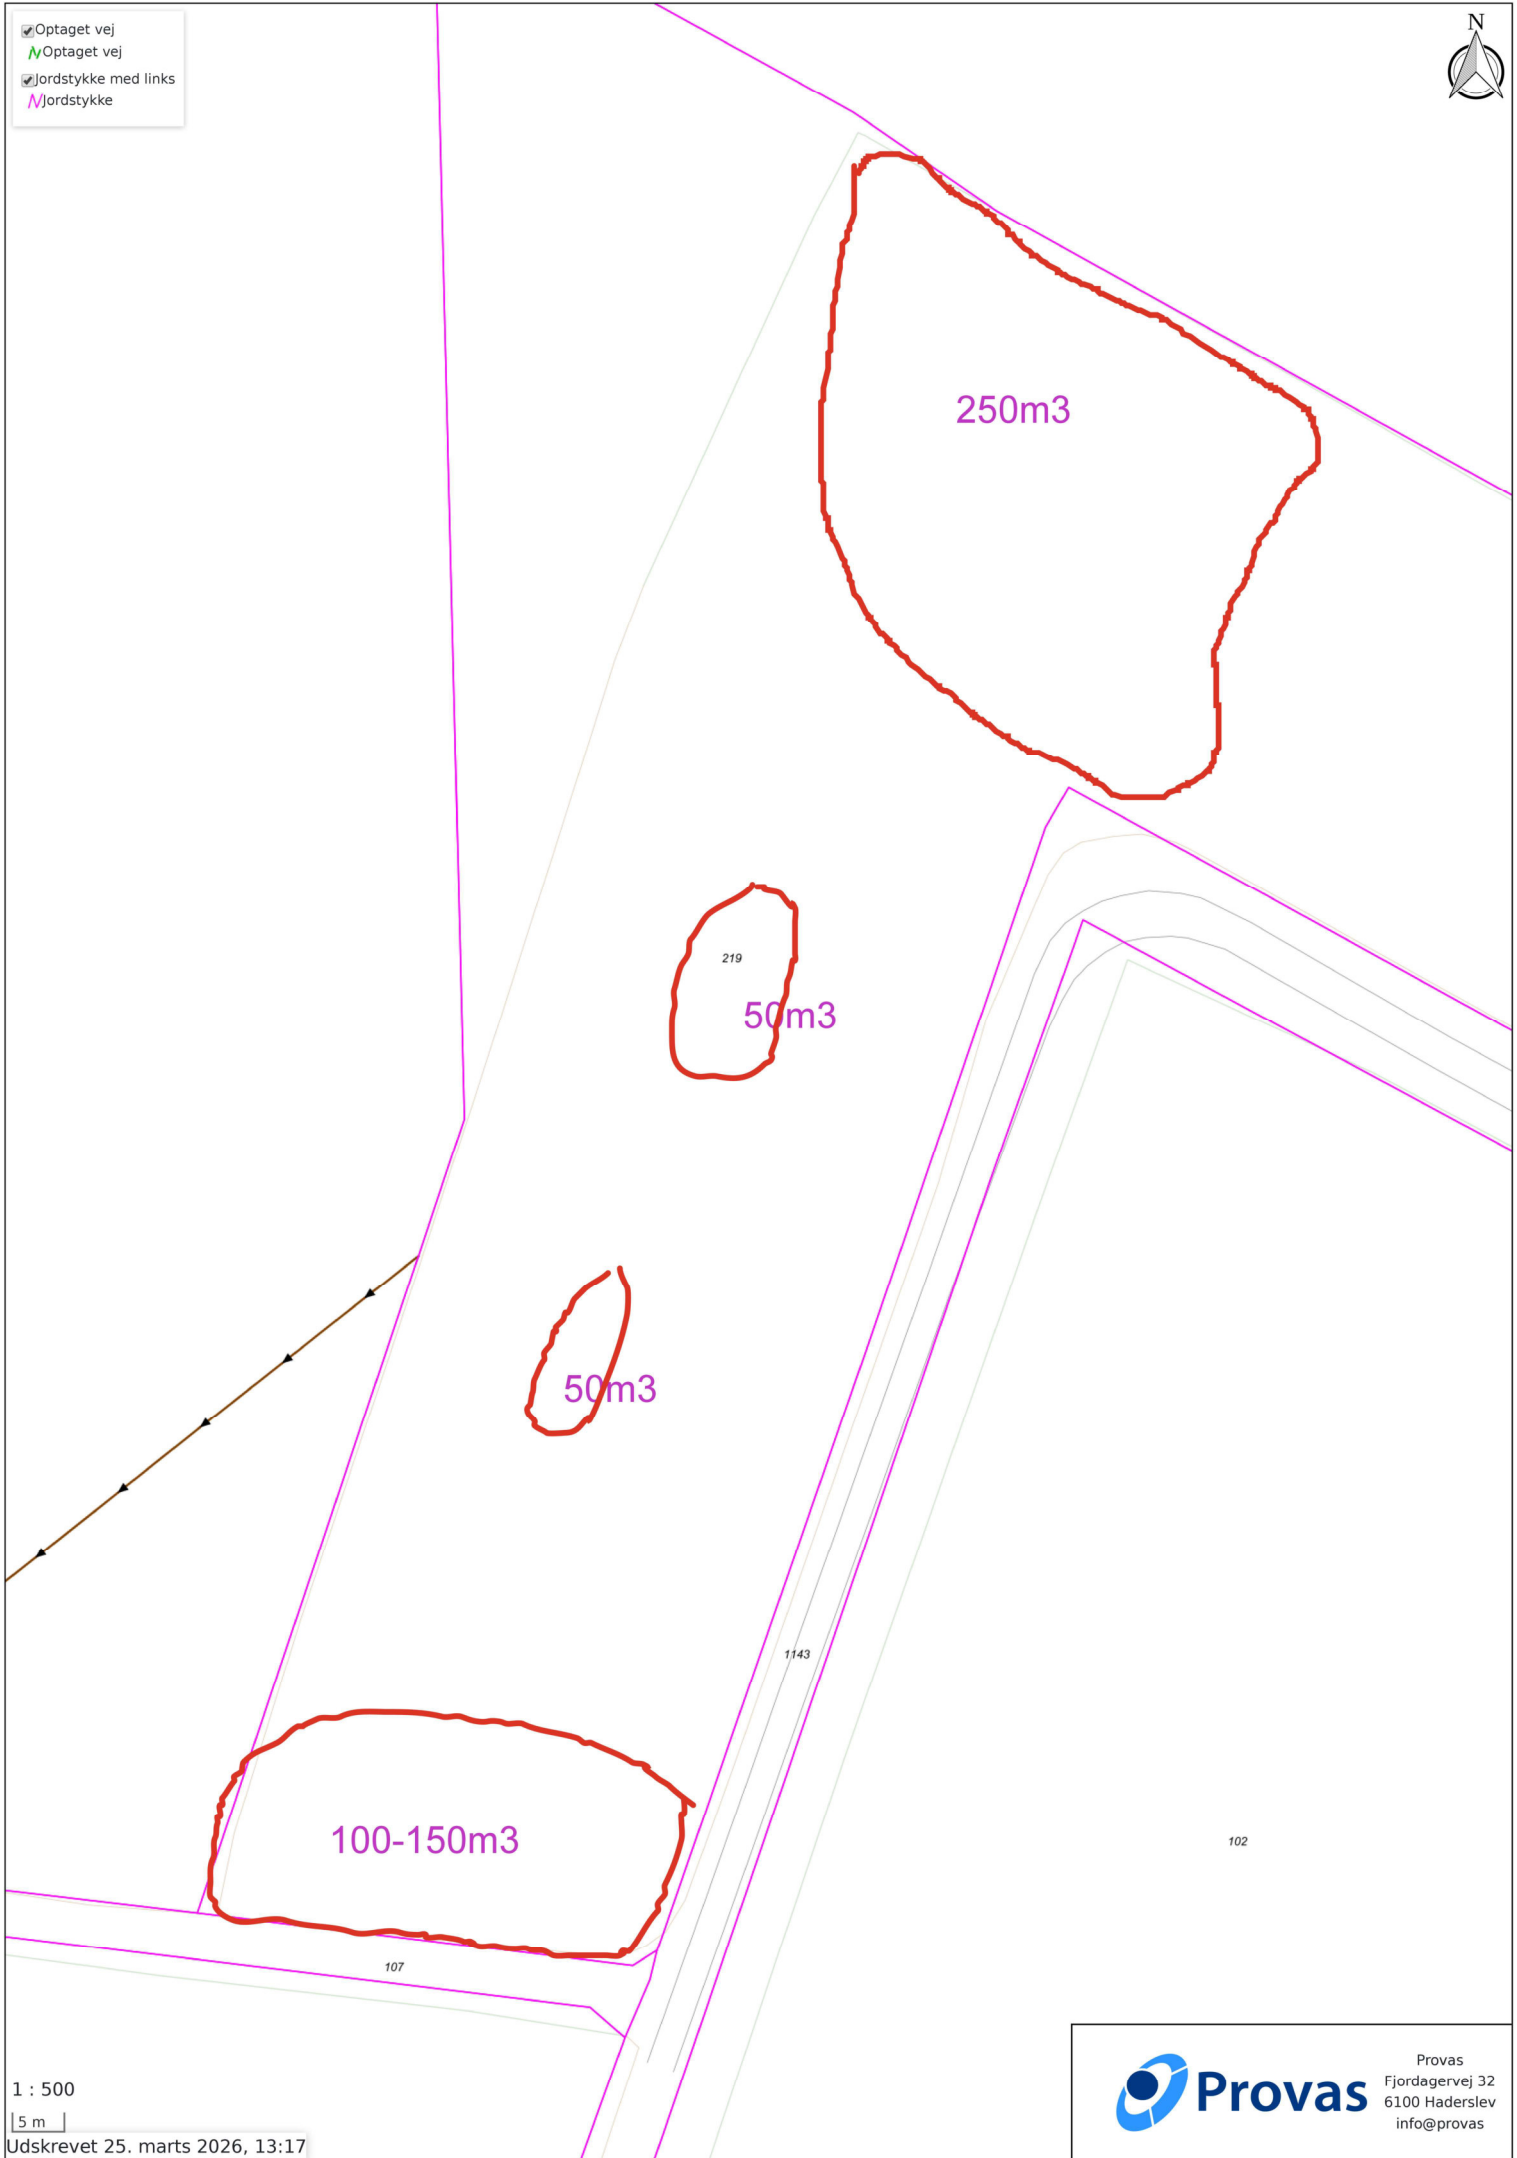 Optaget vej
Optaget vej
Jordstykke med links
Jordstykke
N
250m3
219
50m3
50m3
1143
100-150m3
102
107
1 : 500
5 m
Udskrevet 25. marts 2026, 13:17
Provas
Provas
Fjordagervej 32
6100 Haderslev
info@provas